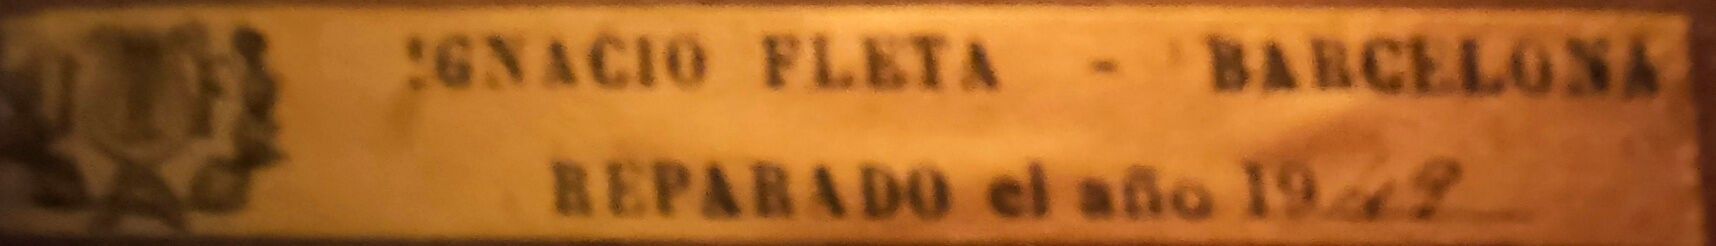 IGNACIO FLETA - BARCELONA
REPARADO el año 19